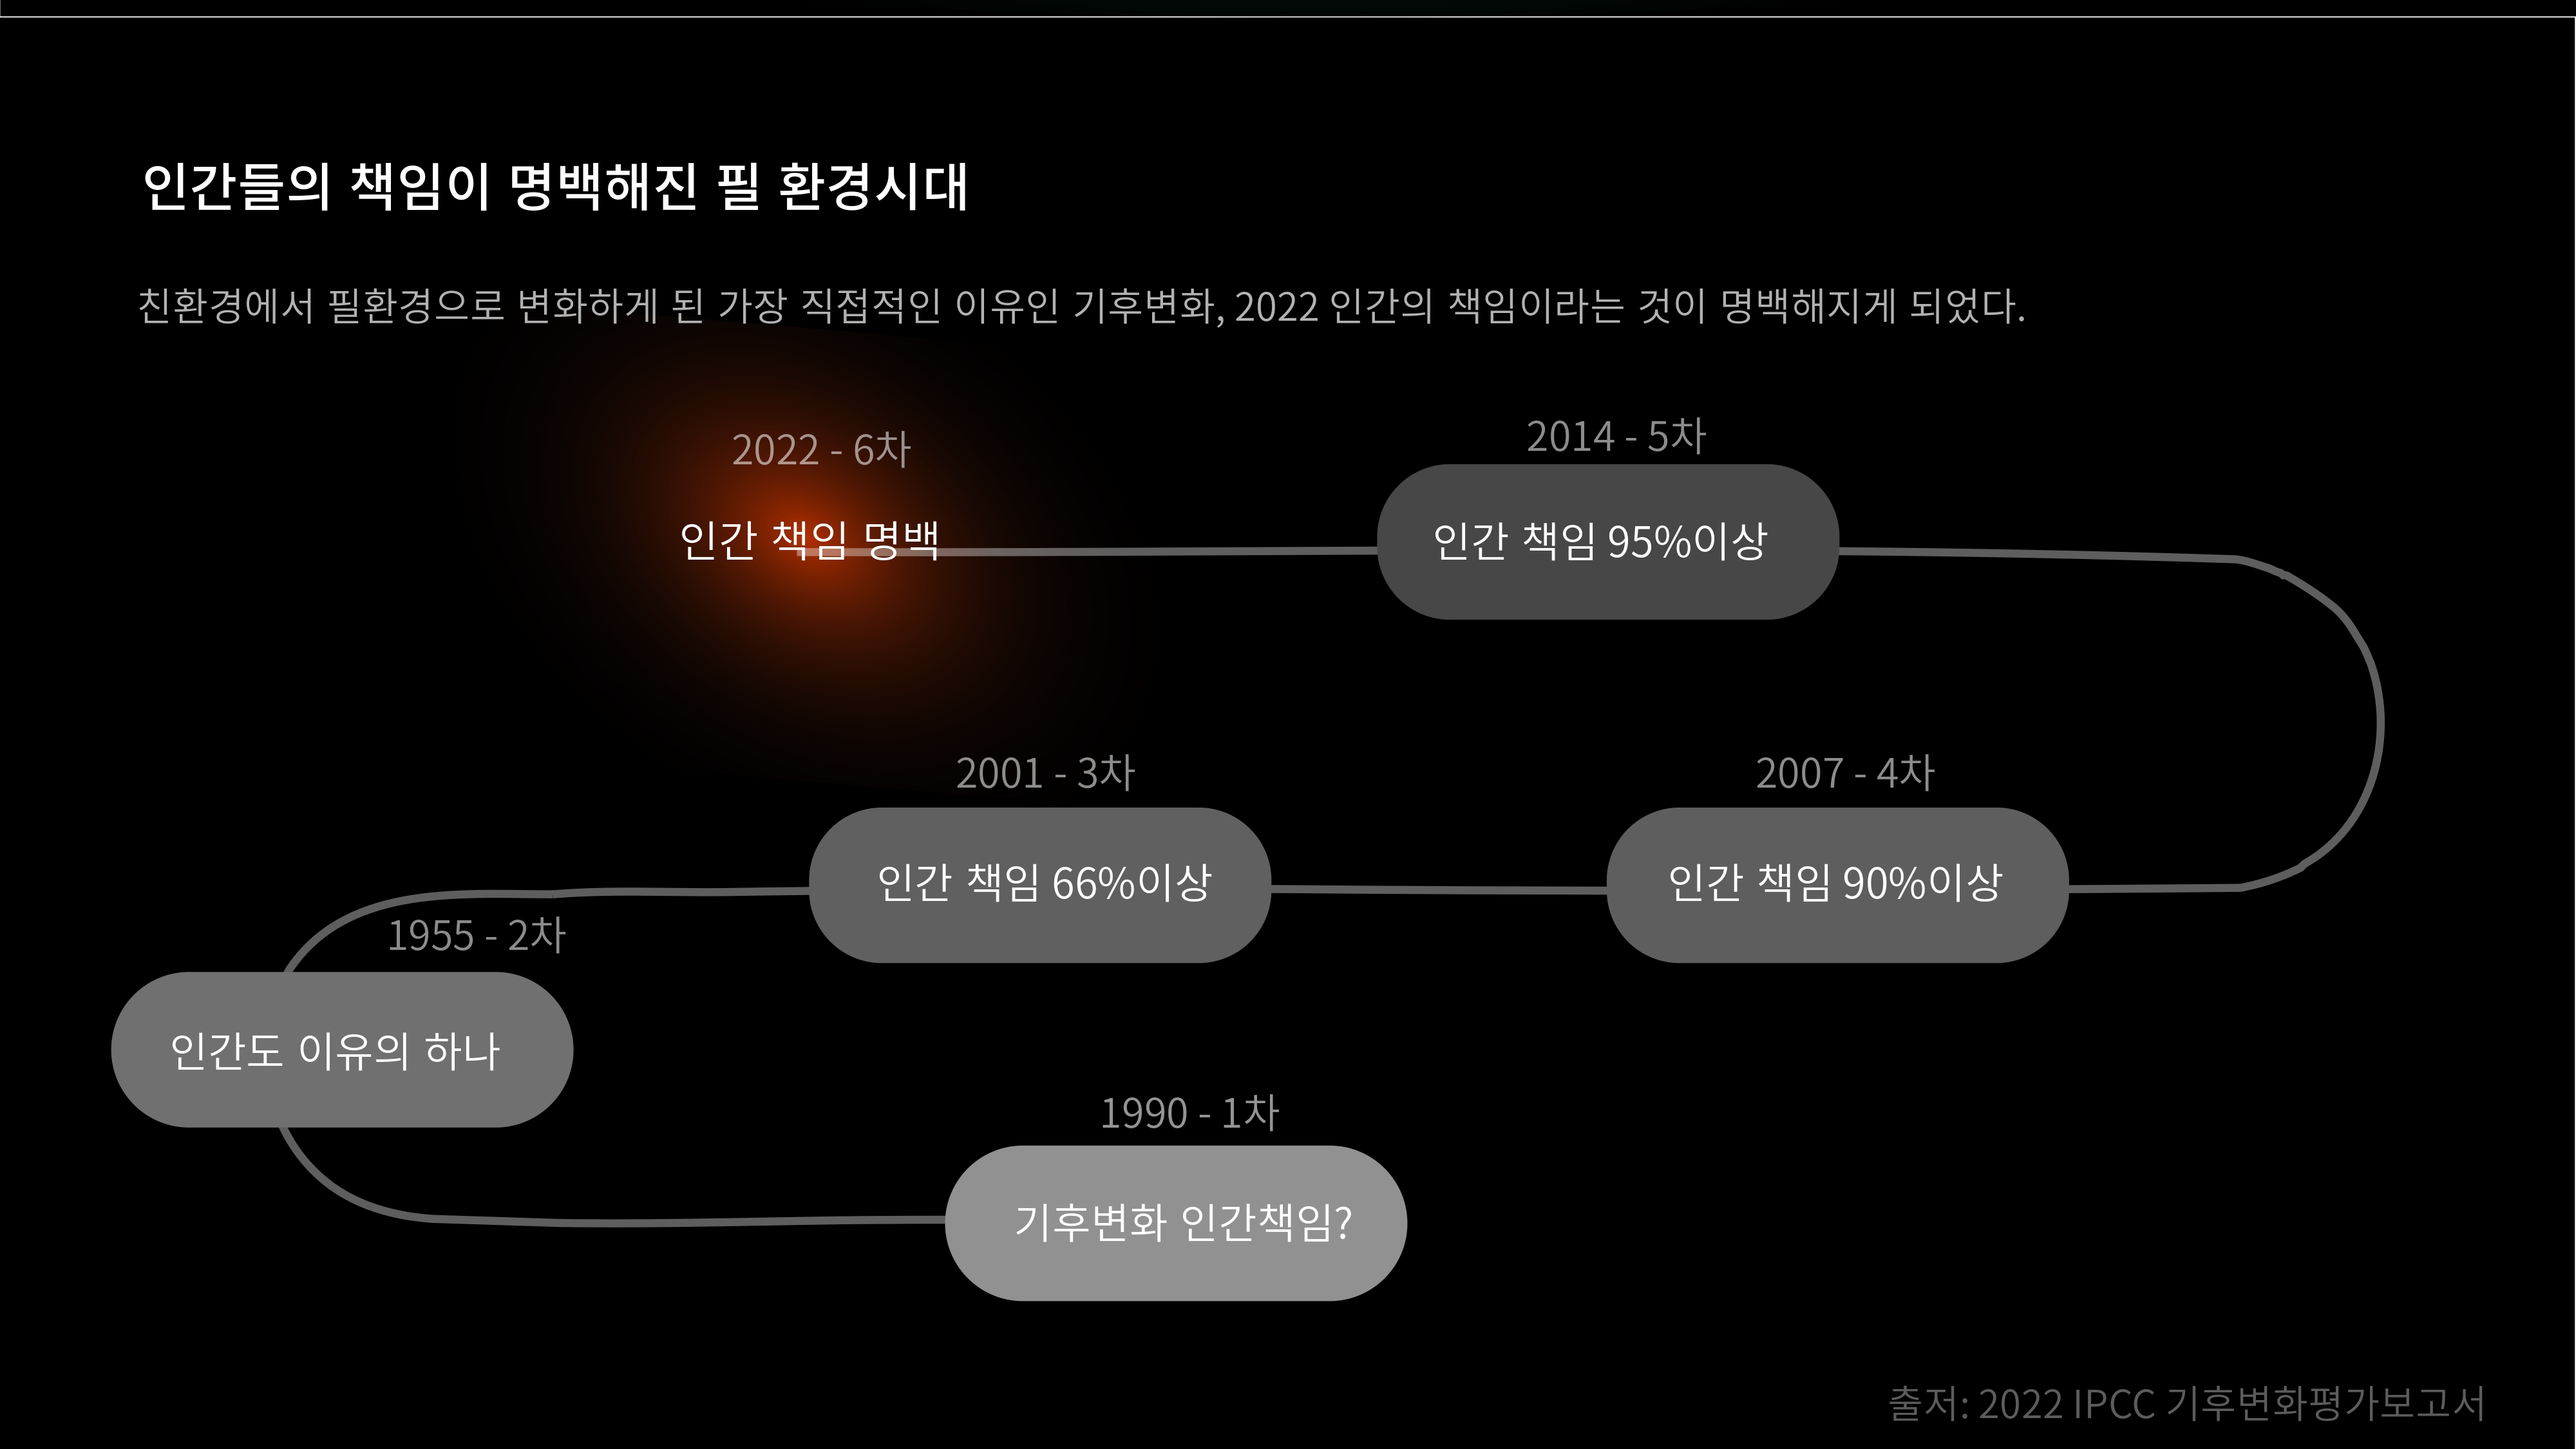 인간들의 책임이 명백해진 필 환경시대
친환경에서 필환경으로 변화하게 된 가장 직접적인 이유인 기후변화, 2022 인간의 책임이라는 것이 명백해지게 되었다.
2022 - 6차
인간 책임 명백
2014 - 5차
인간 책임 95%이상
2001 - 3차
인간 책임 66%이상
2007 - 4차
인간 책임 90%이상
1955 - 2차
인간도 이유의 하나
1990 - 1차
기후변화 인간책임?
출저: 2022 IPCC 기후변화평가보고서